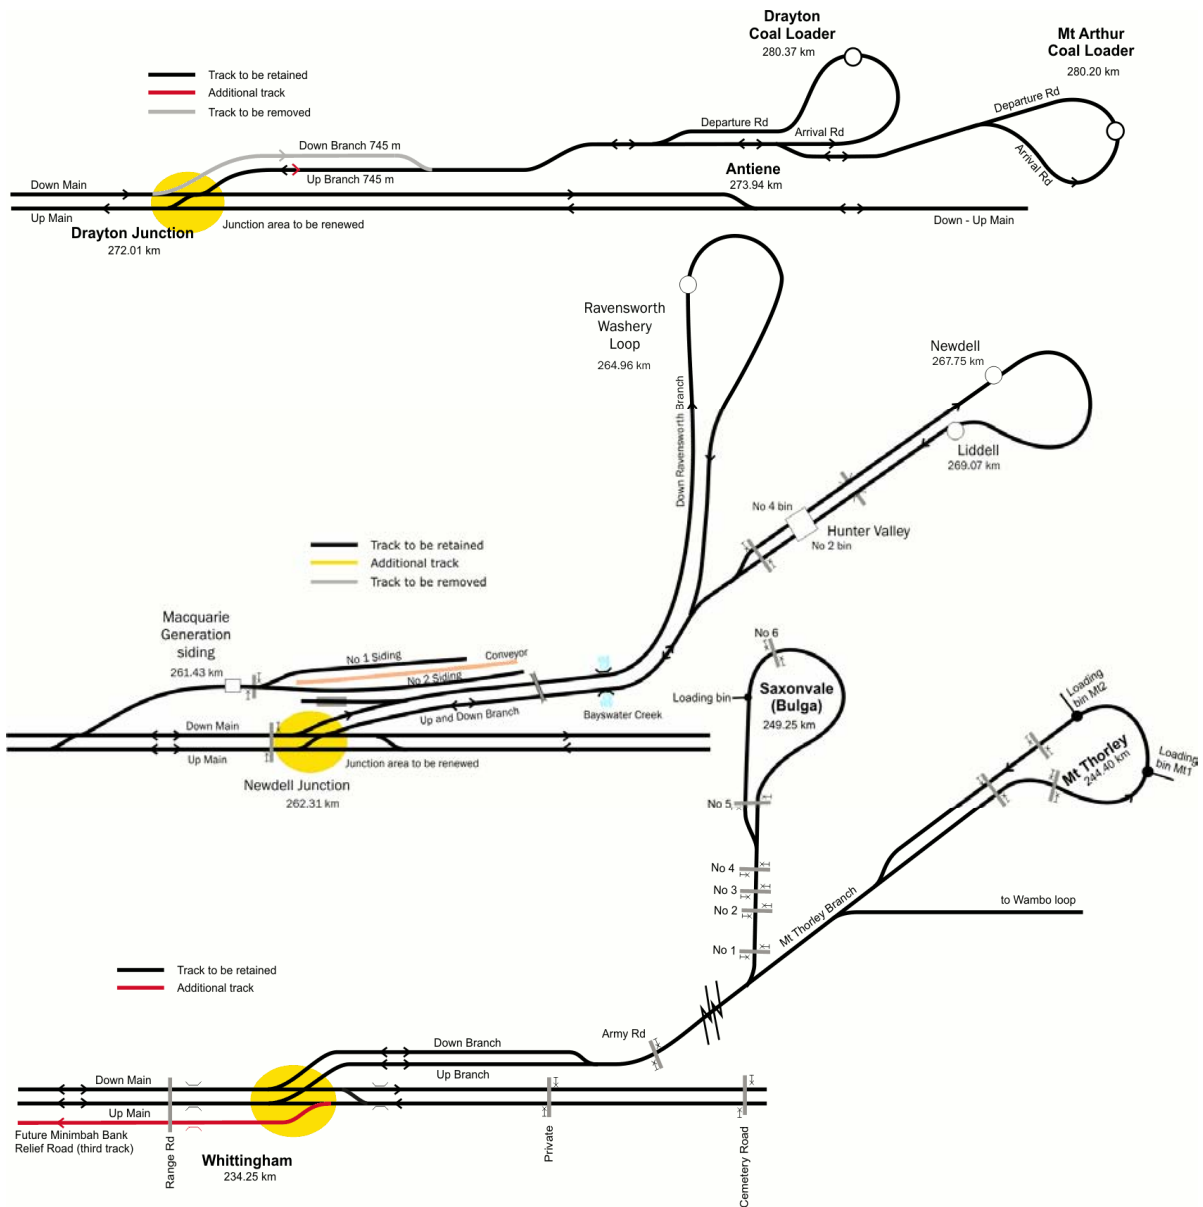 Drayton
Coal Loader
280.37 km
Mt Arthur
Coal Loader
280.20 km
Track to be retained
Additional track
Track to be removed
Departure Rd
Departure Rd
Arrival Rd
Arrival Rd
Down Branch 745 m
Up Branch 745 m
Antiene
273.94 km
Down Main
Up Main
Junction area to be renewed
Down - Up Main
Drayton Junction
272.01 km
Ravensworth
Washery
Loop
264.96 km
Down Ravensworth Branch
Newdell
267.75 km
Liddell
269.07 km
No 4 bin
Hunter Valley
No 2 bin
Track to be retained
Additional track
Track to be removed
Macquarie
Generation
siding
261.43 km
No 1 Siding
Conveyor
No 2 Siding
Up and Down Branch
Bayswater Creek
Down Main
Up Main
Junction area to be renewed
Newdell Junction
262.31 km
No 6
Loading bin
Saxonvale
(Bulga)
249.25 km
No 5
No 4
No 3
No 2
No 1
Loading
bin Mt2
Mt Thorley
244.40 km
Loading
bin Mt1
Mt Thorley Branch
to Wambo loop
Track to be retained
Additional track
Army Rd
Down Branch
Up Branch
Down Main
Up Main
Future Minimbah Bank
Relief Road (third track)
Range Rd
Whittingham
234.25 km
Private
Cemetery Road